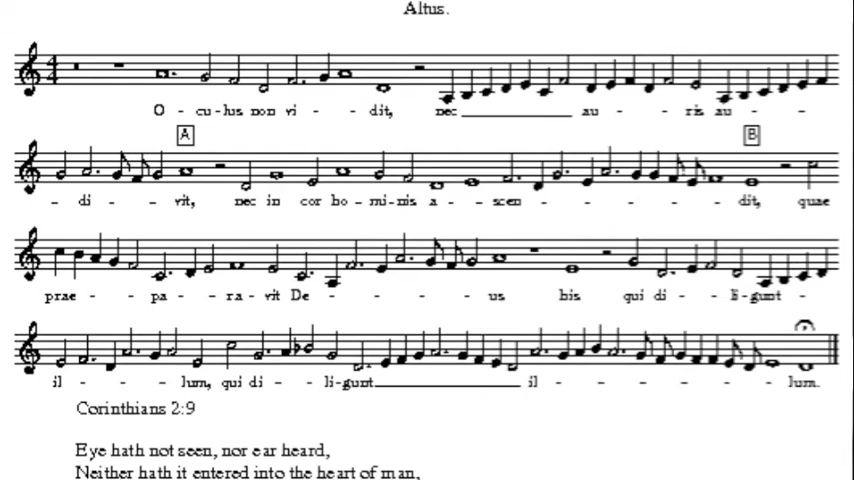 Altus.
O - cu - lus non vi - - dit, nec au - - ris au - - -
A B
- di - - vit, nec in cor ho - mi - nis a - - scen - - - - - dit, quae
prae - - pa - - ra - vit De - - - - us his qui di - - li - gunt -
il - - - lum, qui di - - li - gunt il - - - - - - lum.
Corinthians 2:9
Eye hath not seen, nor ear heard,
Neither hath it entered into the heart of man,